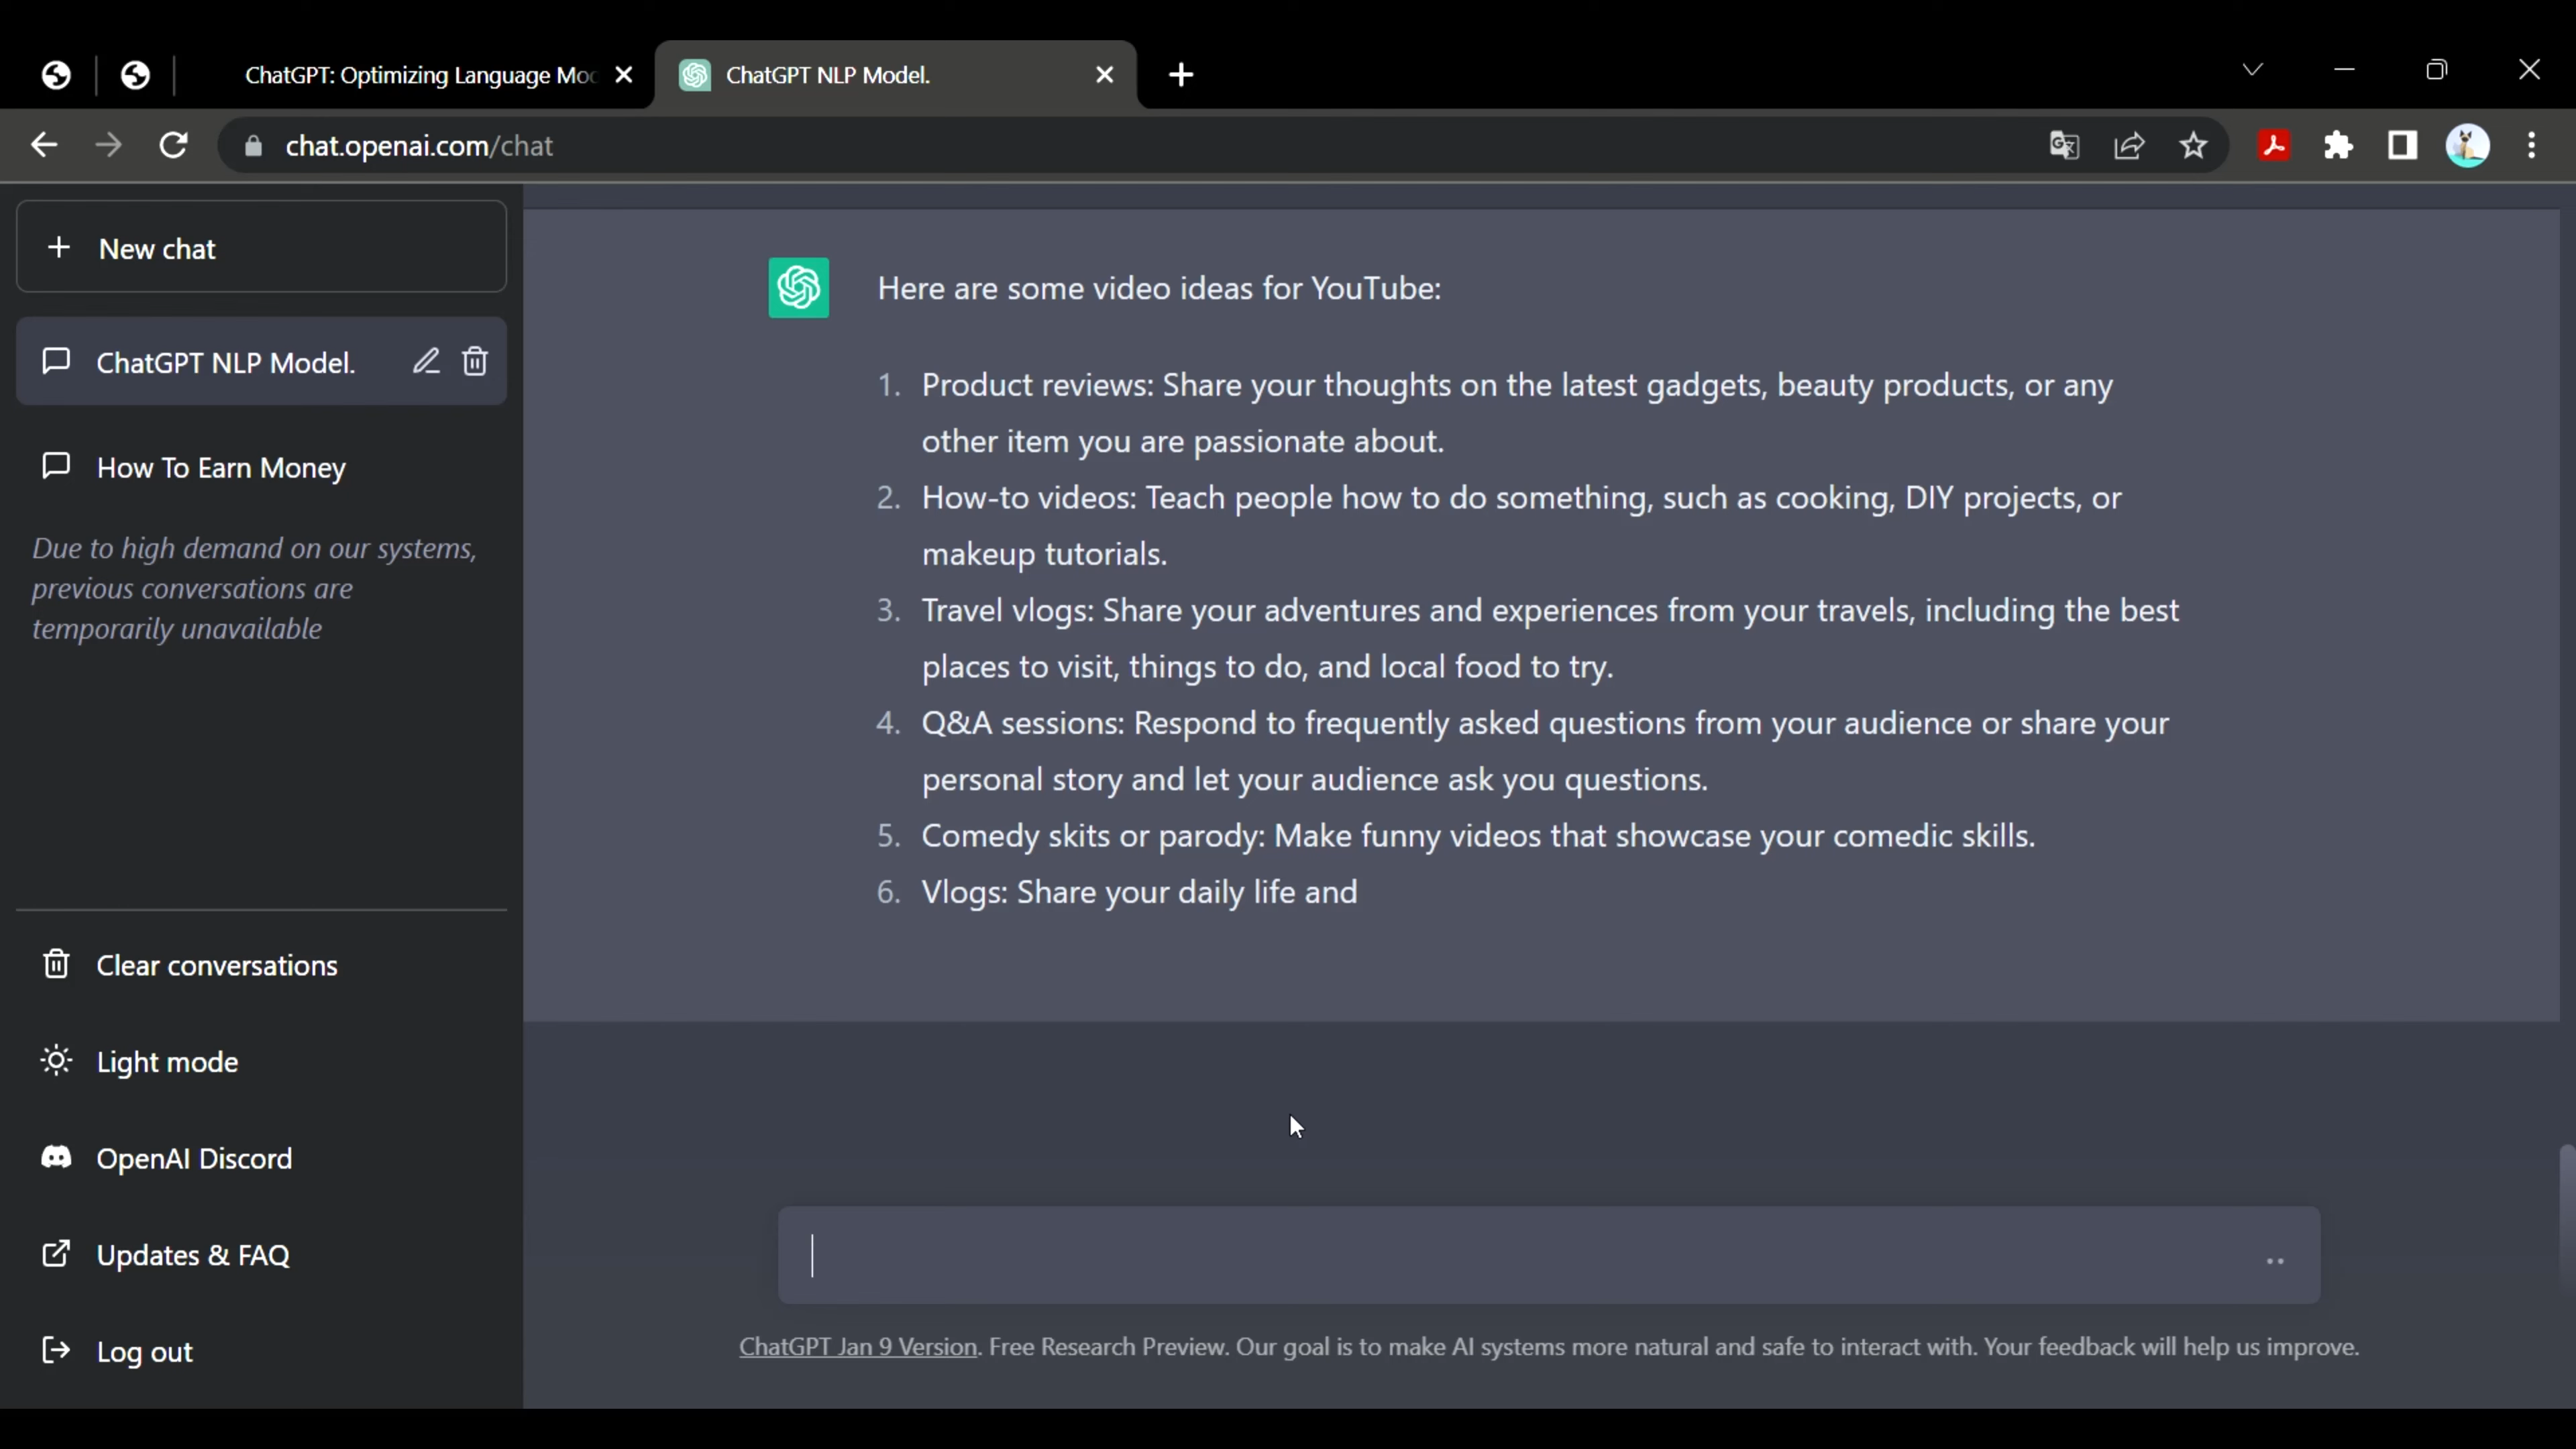 ChatGPT: Optimizing Language Mo
ChatGPT NLP Model.
chat.openai.com/chat
New chat
ChatGPT NLP Model.
How To Earn Money
Due to high demand on our systems,
previous conversations are
temporarily unavailable
Clear conversations
Light mode
OpenAI Discord
Updates & FAQ
Log out
Here are some video ideas for YouTube:
1. Product reviews: Share your thoughts on the latest gadgets, beauty products, or any
other item you are passionate about.
2. How-to videos: Teach people how to do something, such as cooking, DIY projects, or
makeup tutorials.
3. Travel vlogs: Share your adventures and experiences from your travels, including the best
places to visit, things to do, and local food to try.
4. Q&A sessions: Respond to frequently asked questions from your audience or share your
personal story and let your audience ask you questions.
5. Comedy skits or parody: Make funny videos that showcase your comedic skills.
6. Vlogs: Share your daily life and
ChatGPT Jan 9 Version. Free Research Preview. Our goal is to make AI systems more natural and safe to interact with. Your feedback will help us improve.